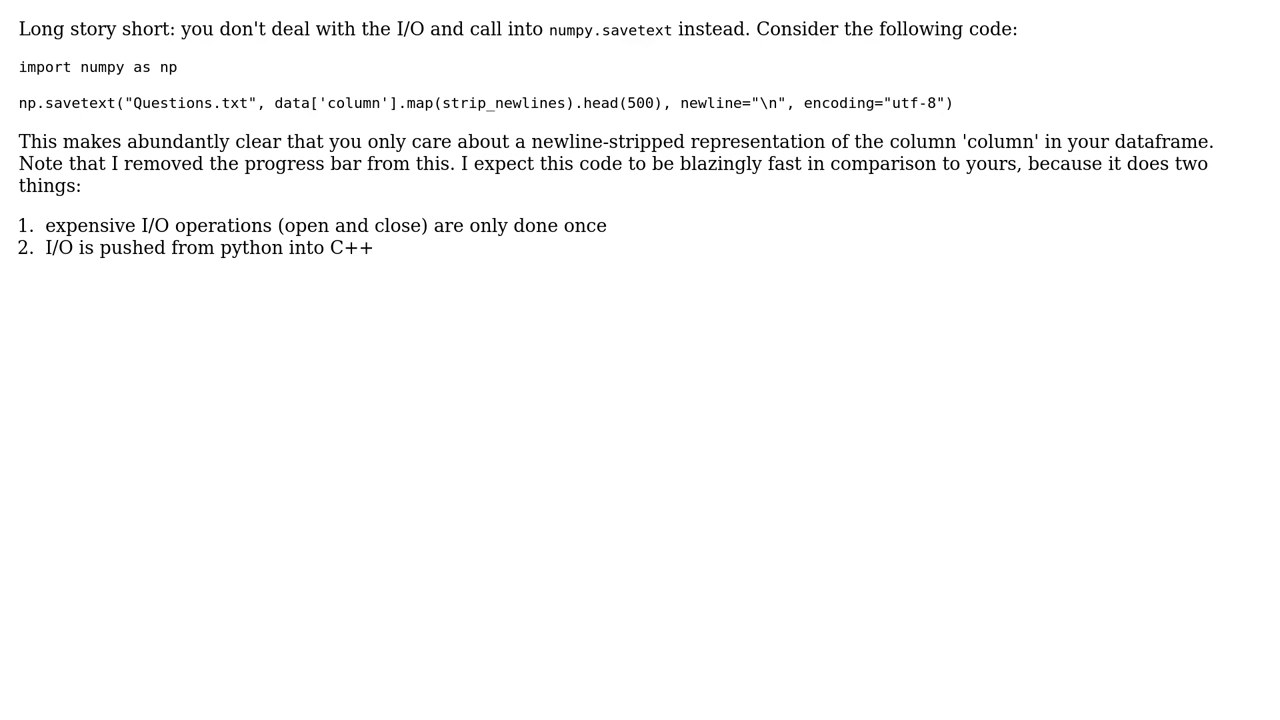 Long story short: you don't deal with the I/O and call into numpy.savetext instead. Consider the following code:
import numpy as np
np.savetext("Questions.txt", data['column'].map(strip_newlines).head(500), newline="\n", encoding="utf-8")
This makes abundantly clear that you only care about a newline-stripped representation of the column 'column' in your dataframe.
Note that I removed the progress bar from this. I expect this code to be blazingly fast in comparison to yours, because it does two
things:
1. expensive I/O operations (open and close) are only done once
2. I/O is pushed from python into C++